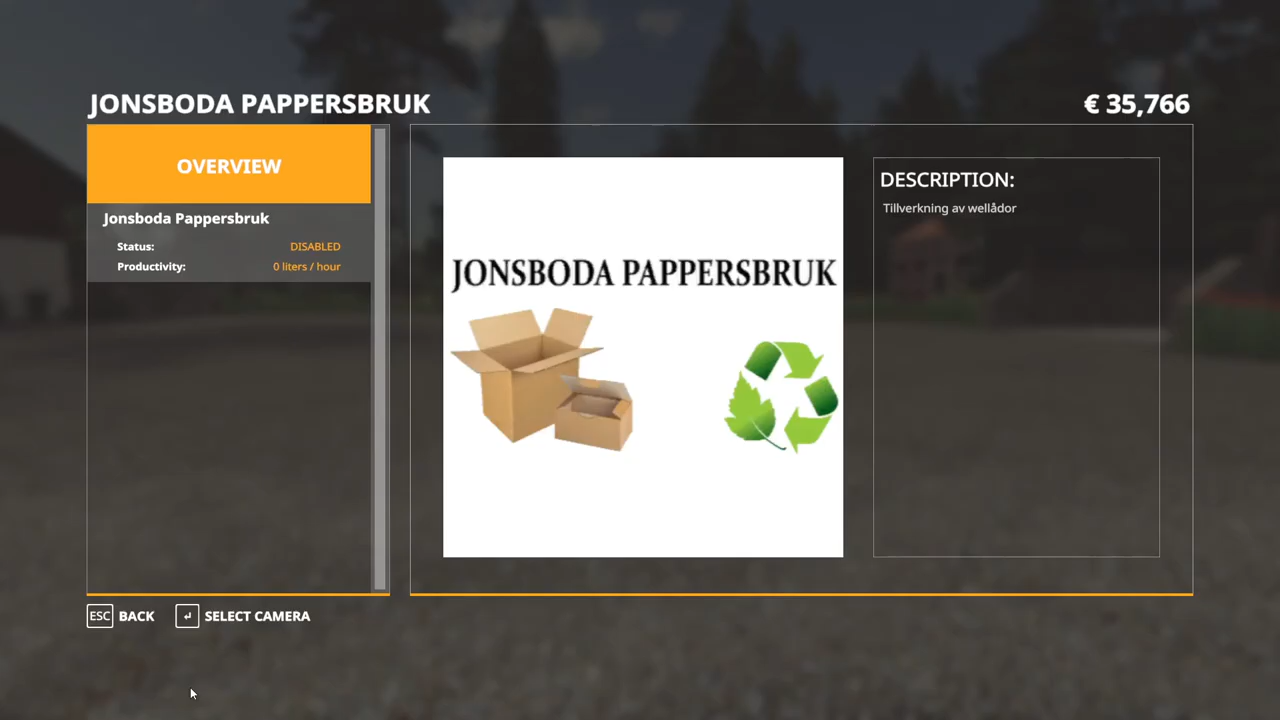 JONSBODA PAPPERSBRUK
€ 35,766
OVERVIEW
Jonsboda Pappersbruk
Status: DISABLED
Productivity: 0 liters / hour
JONSBODA PAPPERSBRUK
DESCRIPTION:
Tillverkning av wellådor
ESC BACK ↵ SELECT CAMERA